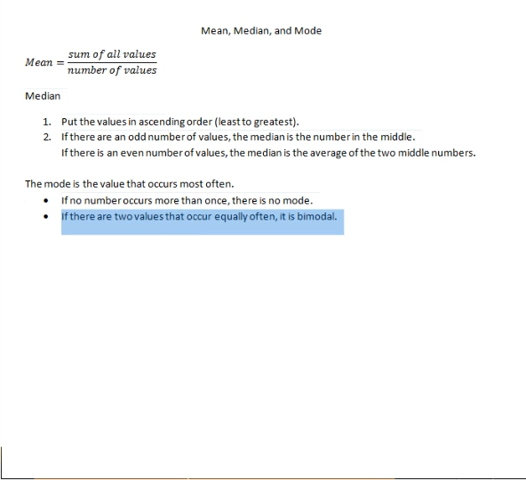 Mean, Median, and Mode
Mean = sum of all values / number of values
Median
1. Put the values in ascending order (least to greatest).
2. If there are an odd number of values, the median is the number in the middle.
If there is an even number of values, the median is the average of the two middle numbers.
The mode is the value that occurs most often.
• If no number occurs more than once, there is no mode.
• If there are two values that occur equally often, it is bimodal.